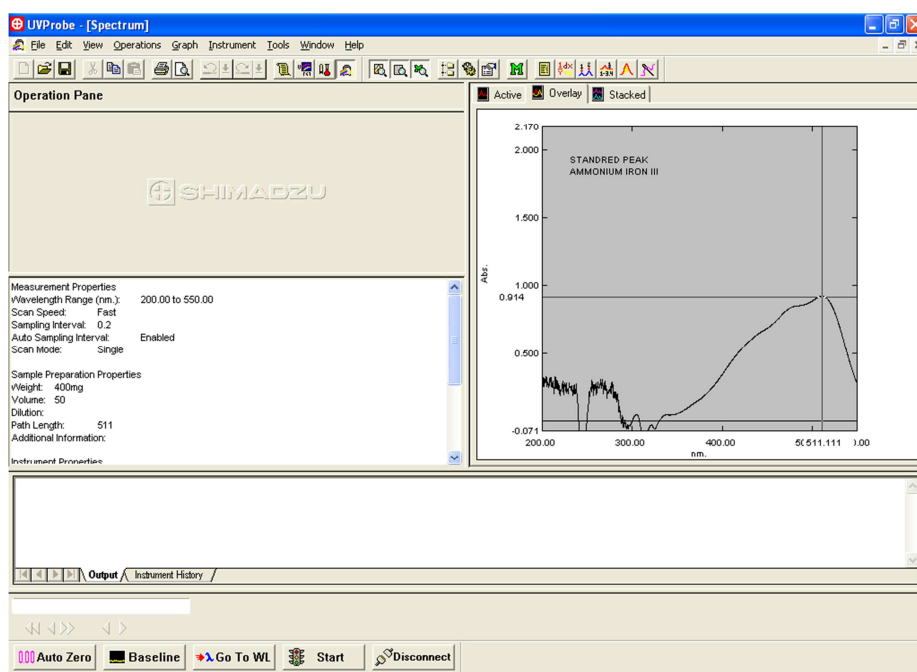 UVProbe - [Spectrum]
File Edit View Operations Graph Instrument Tools Window Help
Operation Pane
SHIMADZU
Measurement Properties
Wavelength Range (nm.): 200.00 to 550.00
Scan Speed: Fast
Sampling Interval: 0.2
Auto Sampling Interval: Enabled
Scan Mode: Single
Sample Preparation Properties
Weight: 400mg
Volume: 50
Dilution:
Path Length: 511
Additional Information:
Instrument Properties
Active Overlay Stacked
2.170
2.000
STANDRED PEAK
AMMONIUM IRON III
1.500
Abs.
1.000
0.914
0.500
-0.071
200.00 300.00 400.00 511.111
nm.
Output Instrument History
Auto Zero Baseline Go To WL Start Disconnect